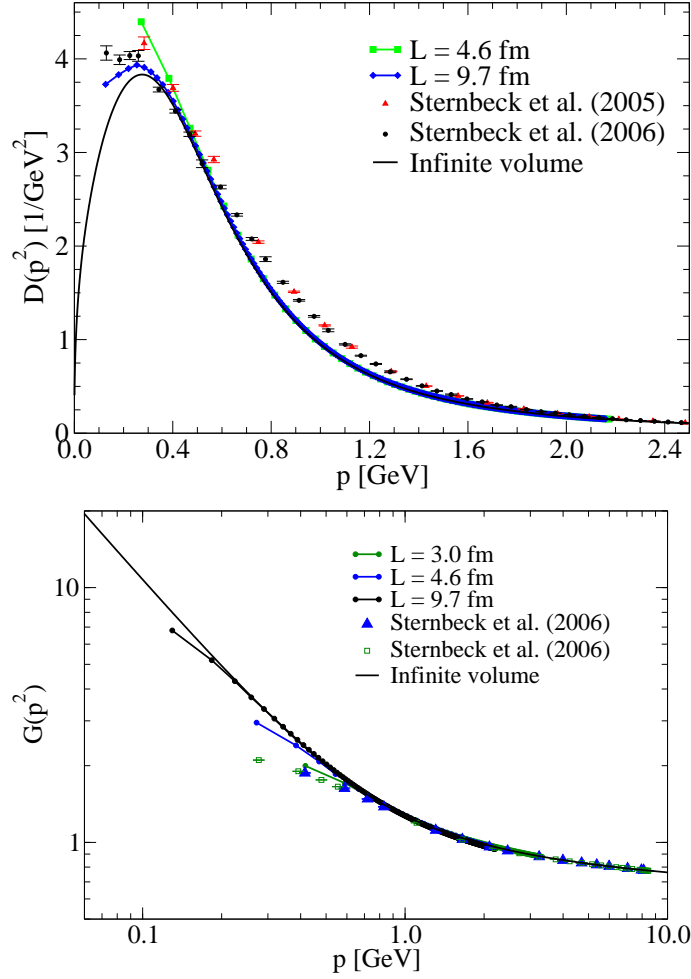 4
3
2
1
0
D(p²) [1/GeV²]
L = 4.6 fm
L = 9.7 fm
Sternbeck et al. (2005)
Sternbeck et al. (2006)
Infinite volume
0.0 0.4 0.8 1.2 1.6 2.0 2.4
p [GeV]
10
1
G(p²)
L = 3.0 fm
L = 4.6 fm
L = 9.7 fm
Sternbeck et al. (2006)
Sternbeck et al. (2006)
Infinite volume
0.1 1.0 10.0
p [GeV]